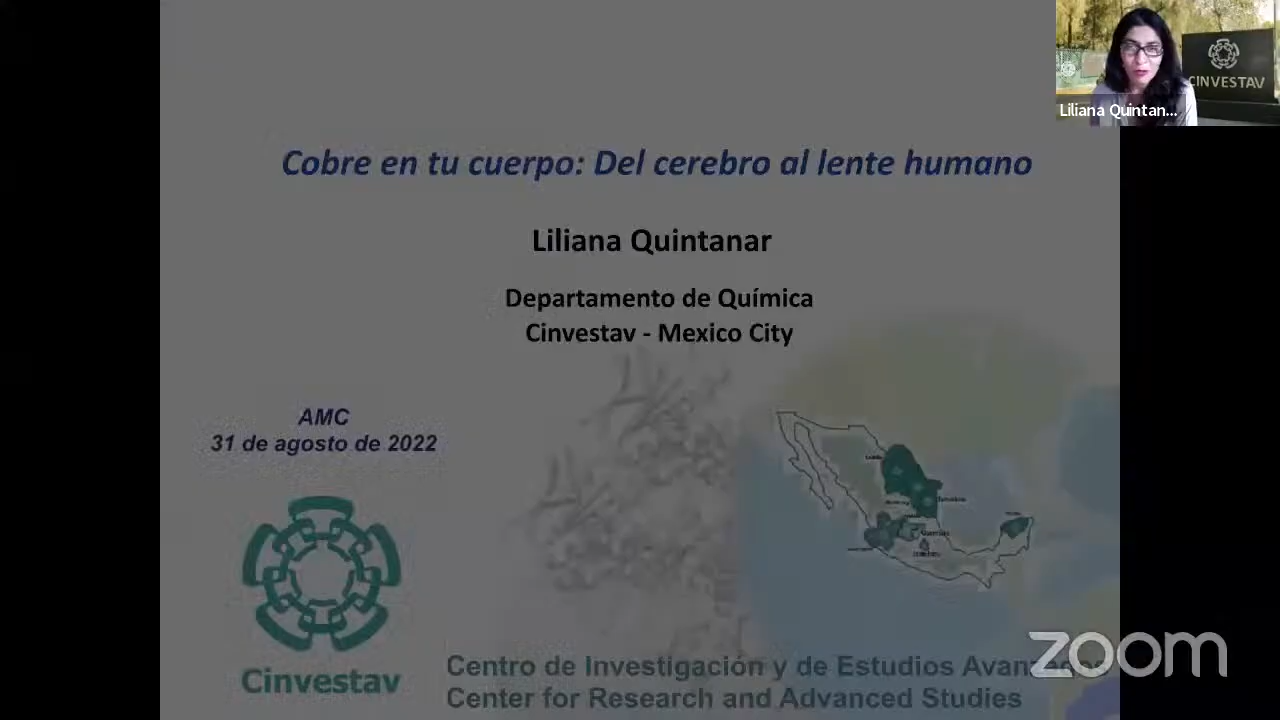 CINVESTAV
Liliana Quintan...
Cobre en tu cuerpo: Del cerebro al lente humano
Liliana Quintanar
Departamento de Química
Cinvestav - Mexico City
AMC
31 de agosto de 2022
Cinvestav
Centro de Investigación y de Estudios Avanzados
Center for Research and Advanced Studies
zoom